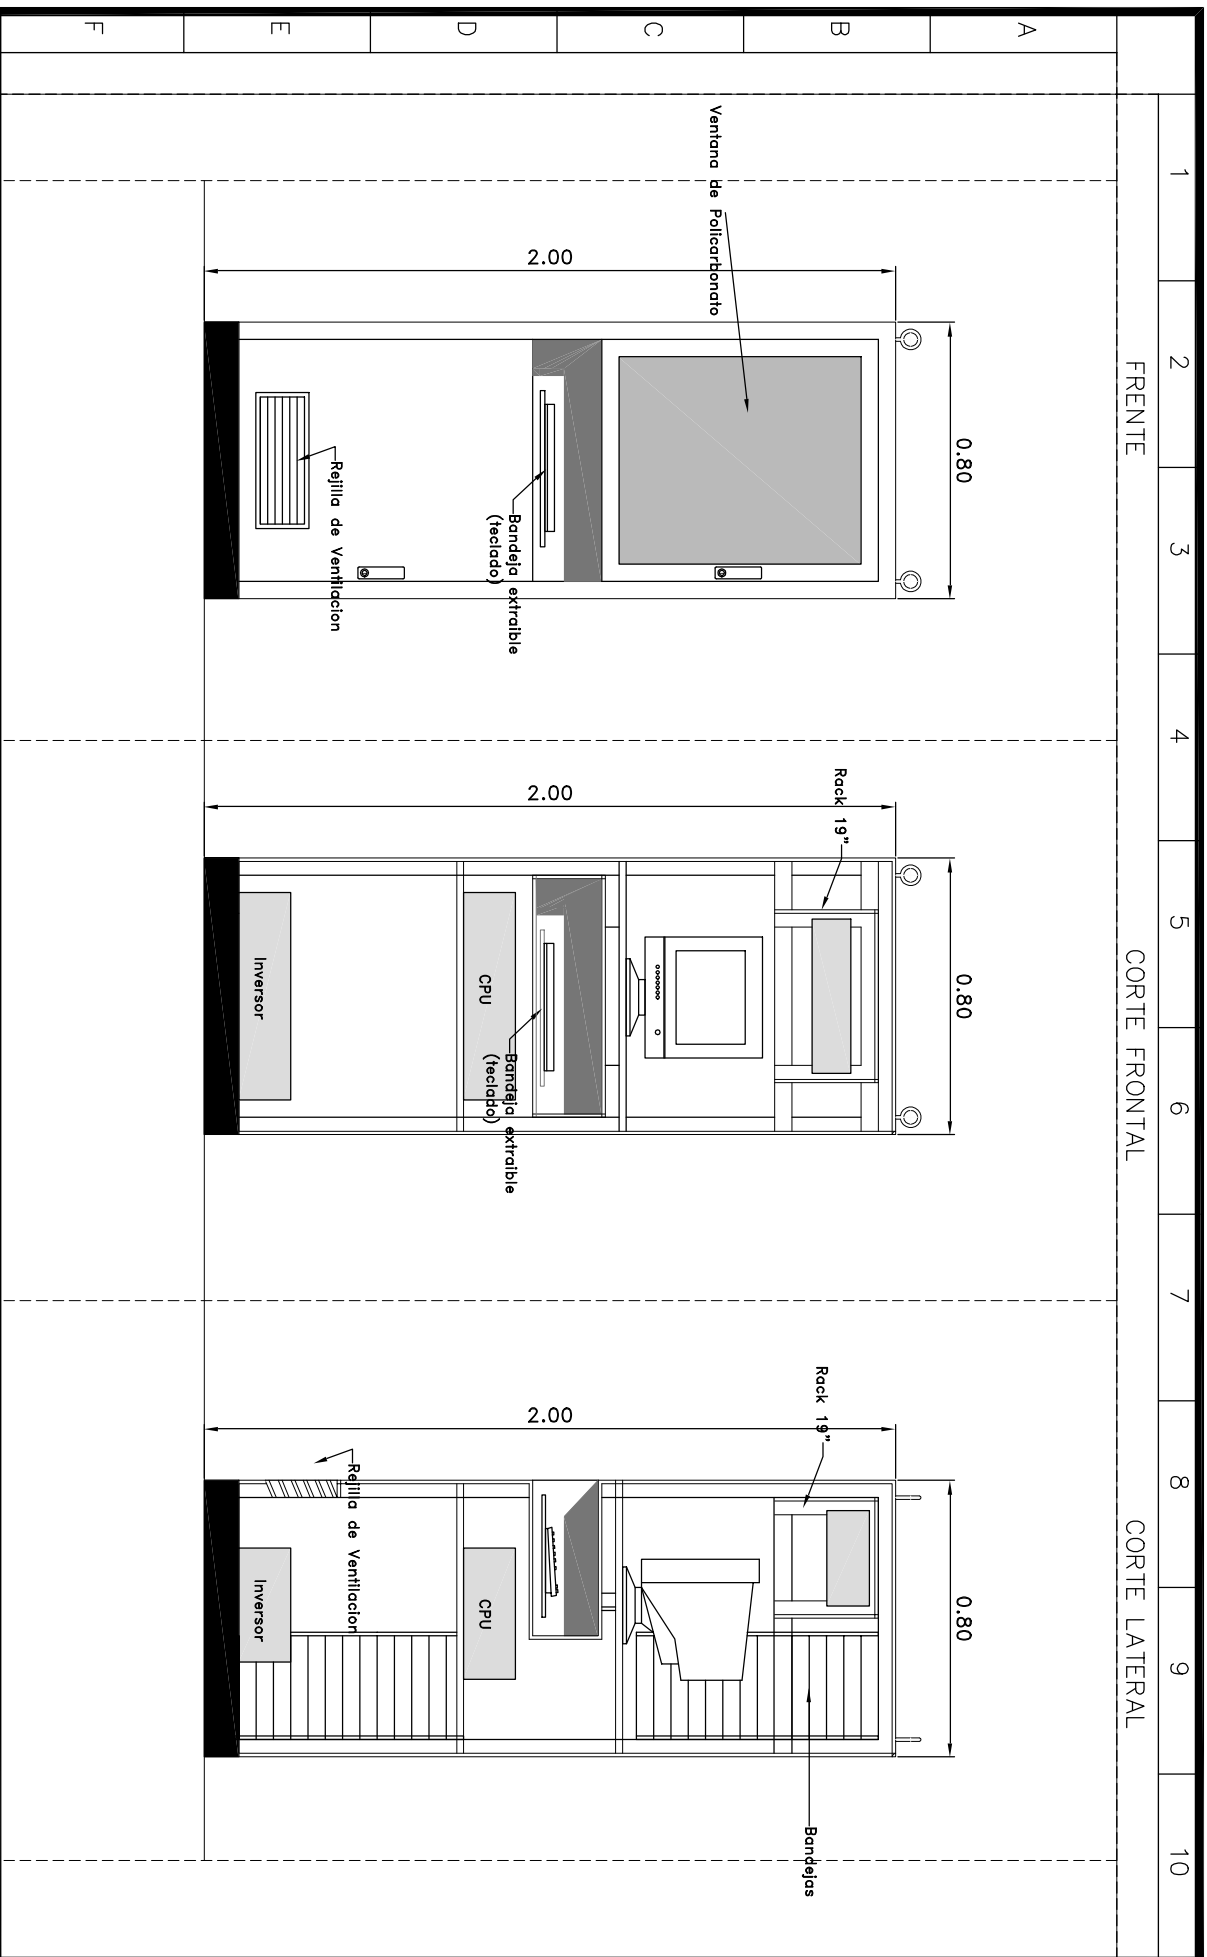 1
2
3
4
5
6
7
8
9
10
A
B
C
D
E
F
FRENTE
CORTE FRONTAL
CORTE LATERAL
0.80
2.00
Ventana de Policarbonato
Bandeja extraible
(teclado)
Rejilla de Ventilacion
0.80
2.00
Rack 19"
CPU
Bandeja extraible
(teclado)
Inversor
0.80
2.00
Rack 19"
Bandejas
CPU
Rejilla de Ventilacion
Inversor